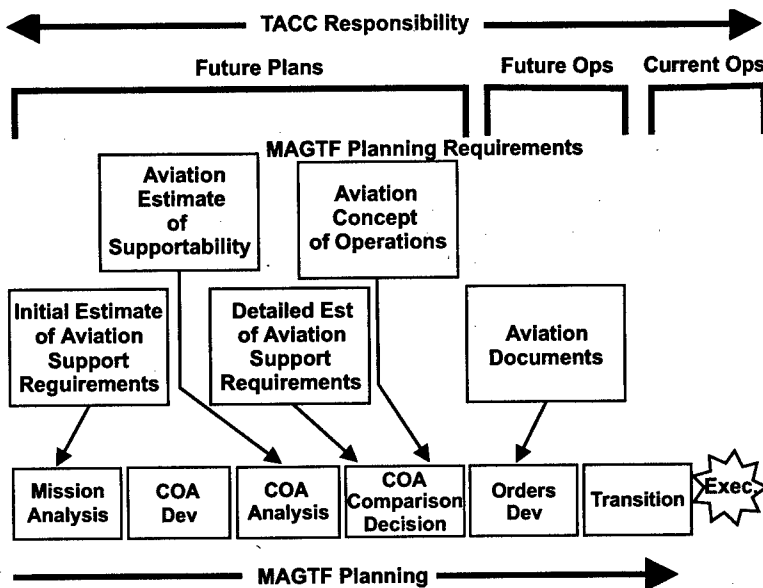 TACC Responsibility
Future Plans
Future Ops
Current Ops
MAGTF Planning Requirements
Aviation
Estimate
of
Supportability
Aviation
Concept
of Operations
Initial Estimate
of Aviation
Support
Reguirements
Detailed Est
of Aviation
Support
Requirements
Aviation
Documents
Mission
Analysis
COA
Dev
COA
Analysis
COA
Comparison
Decision
Orders
Dev
Transition
Exec.
MAGTF Planning